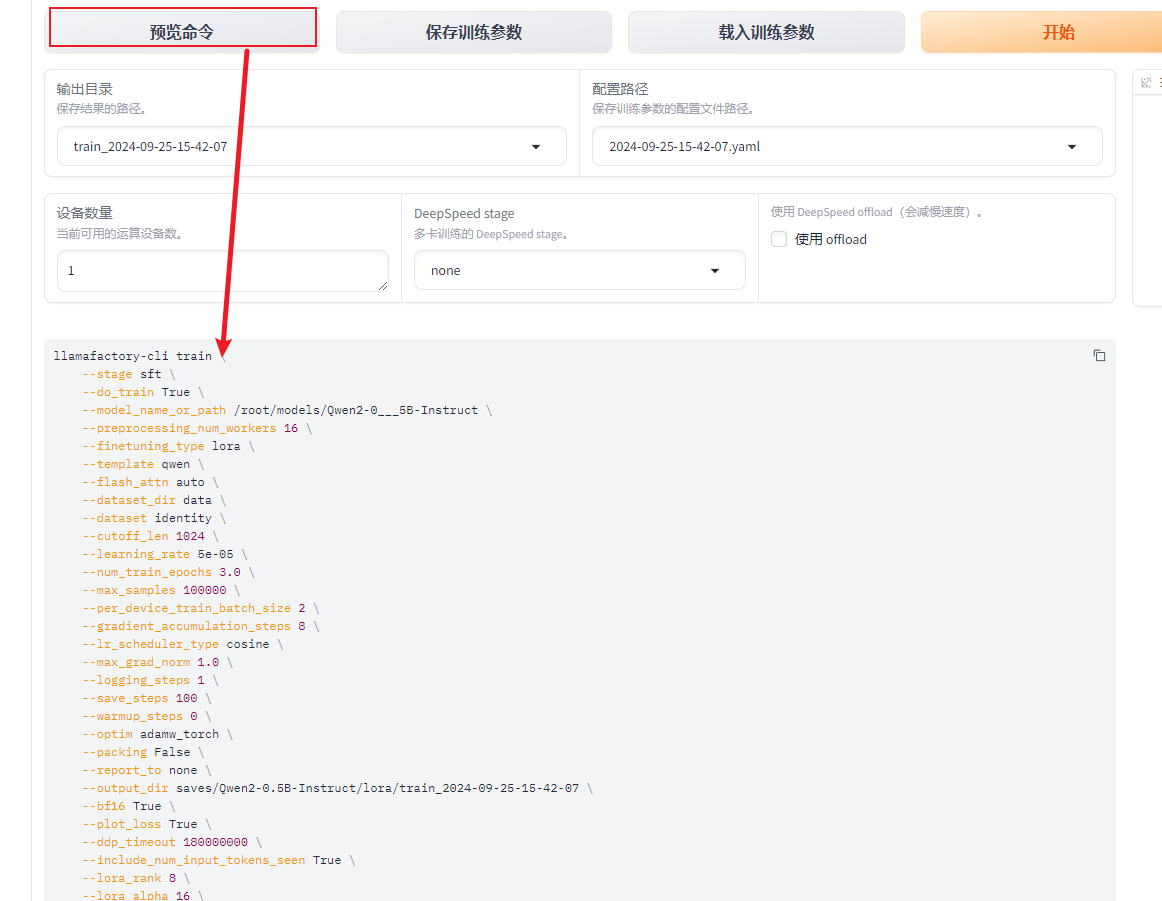 预览命令
保存训练参数
载入训练参数
开始
输出目录
保存结果的路径。
train_2024-09-25-15-42-07
配置路径
保存训练参数的配置文件路径。
2024-09-25-15-42-07.yaml
设备数量
当前可用的运算设备数。
1
DeepSpeed stage
多卡训练的 DeepSpeed stage。
none
使用 DeepSpeed offload（会减慢速度）。
使用 offload
llamafactory-cli train \
--stage sft \
--do_train True \
--model_name_or_path /root/models/Qwen2-0___5B-Instruct \
--preprocessing_num_workers 16 \
--finetuning_type lora \
--template qwen \
--flash_attn auto \
--dataset_dir data \
--dataset identity \
--cutoff_len 1024 \
--learning_rate 5e-05 \
--num_train_epochs 3.0 \
--max_samples 100000 \
--per_device_train_batch_size 2 \
--gradient_accumulation_steps 8 \
--lr_scheduler_type cosine \
--max_grad_norm 1.0 \
--logging_steps 1 \
--save_steps 100 \
--warmup_steps 0 \
--optim adamw_torch \
--packing False \
--report_to none \
--output_dir saves/Qwen2-0.5B-Instruct/lora/train_2024-09-25-15-42-07 \
--bf16 True \
--plot_loss True \
--ddp_timeout 180000000 \
--include_num_input_tokens_seen True \
--lora_rank 8 \
--lora_alpha 16 \